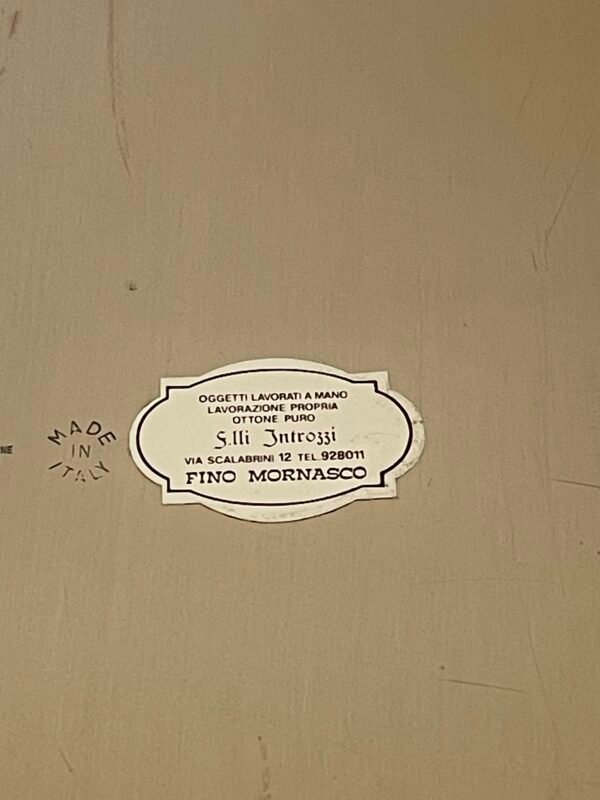 OGGETTI LAVORATI A MANO
LAVORAZIONE PROPRIA
OTTONE PURO
F.lli Introzzi
VIA SCALABRINI 12 TEL.928011
FINO MORNASCO
MADE
IN
ITALY
NE